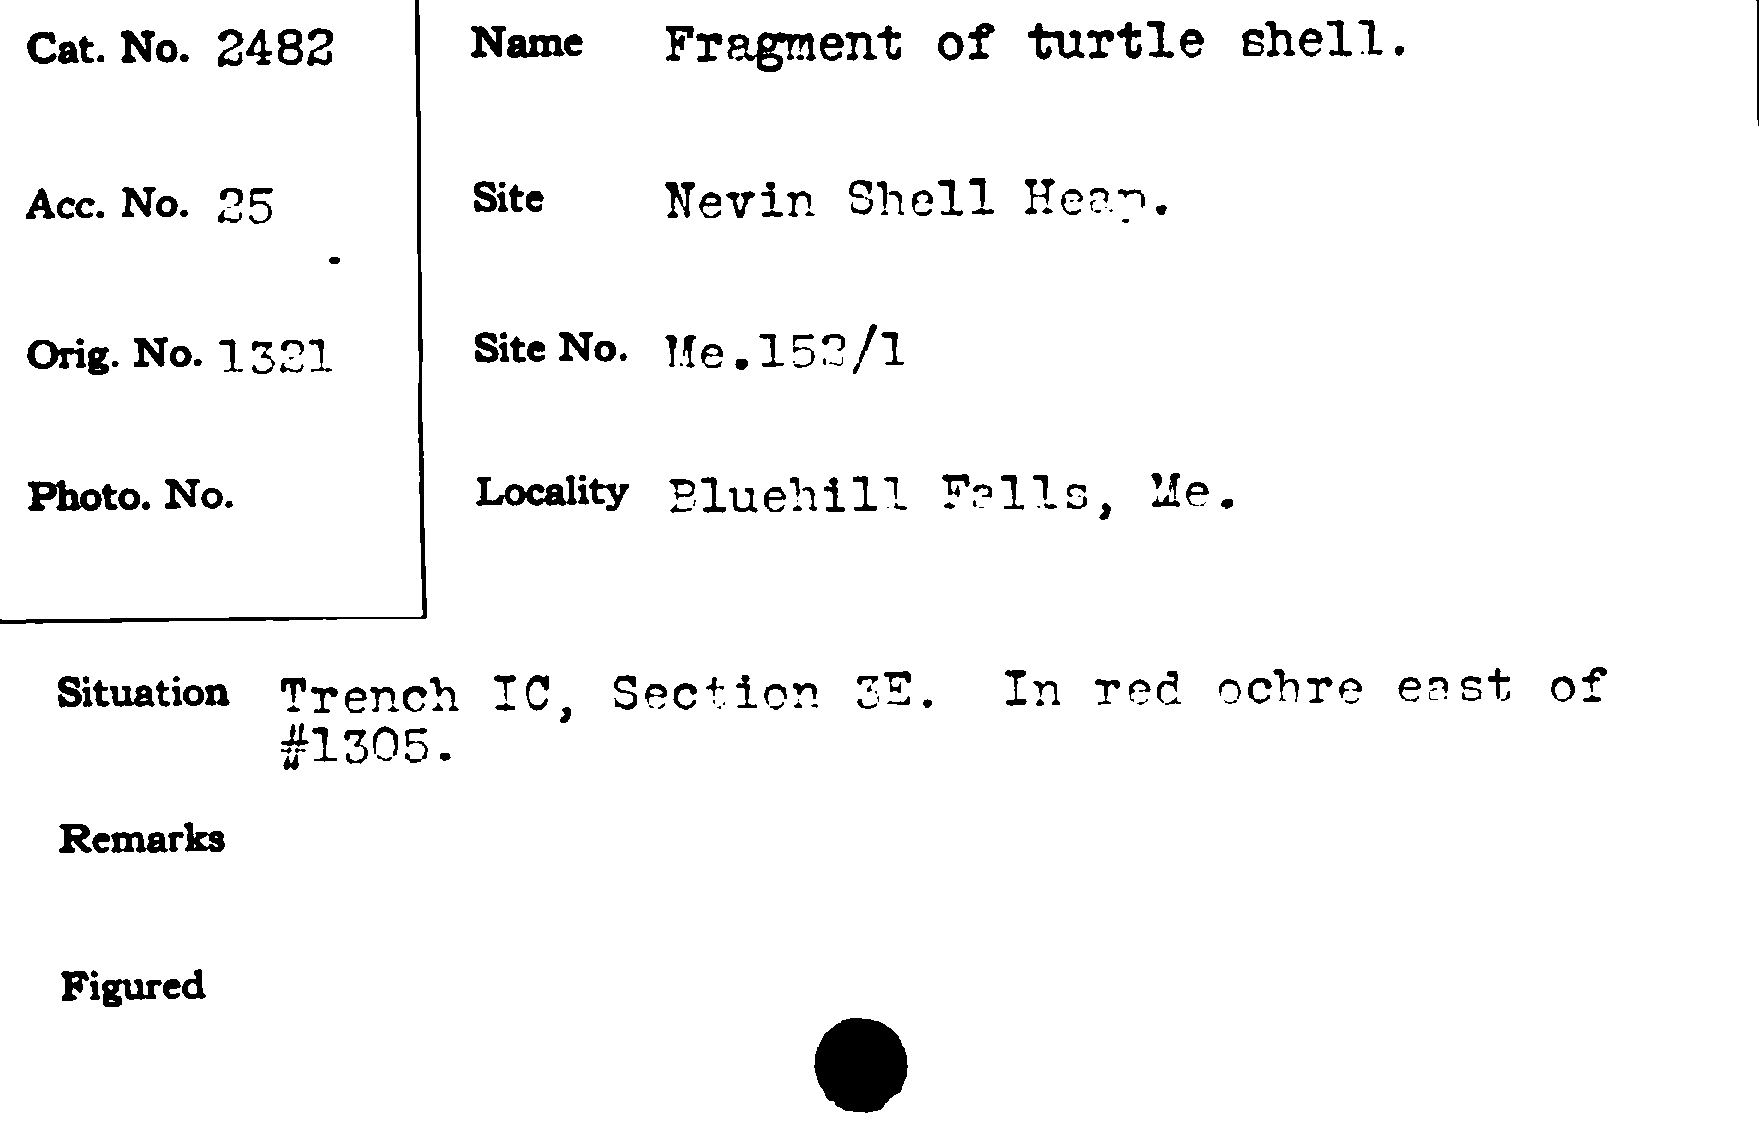 Cat. No. 2482
Acc. No. 25
Orig. No. 1321
Photo. No.
Name Fragment of turtle shell.
Site Nevin Shell Heap.
Site No. Me.152/1
Locality Bluehill Falls, Me.
Situation Trench IC, Section 3E. In red ochre east of
#1305.
Remarks
Figured